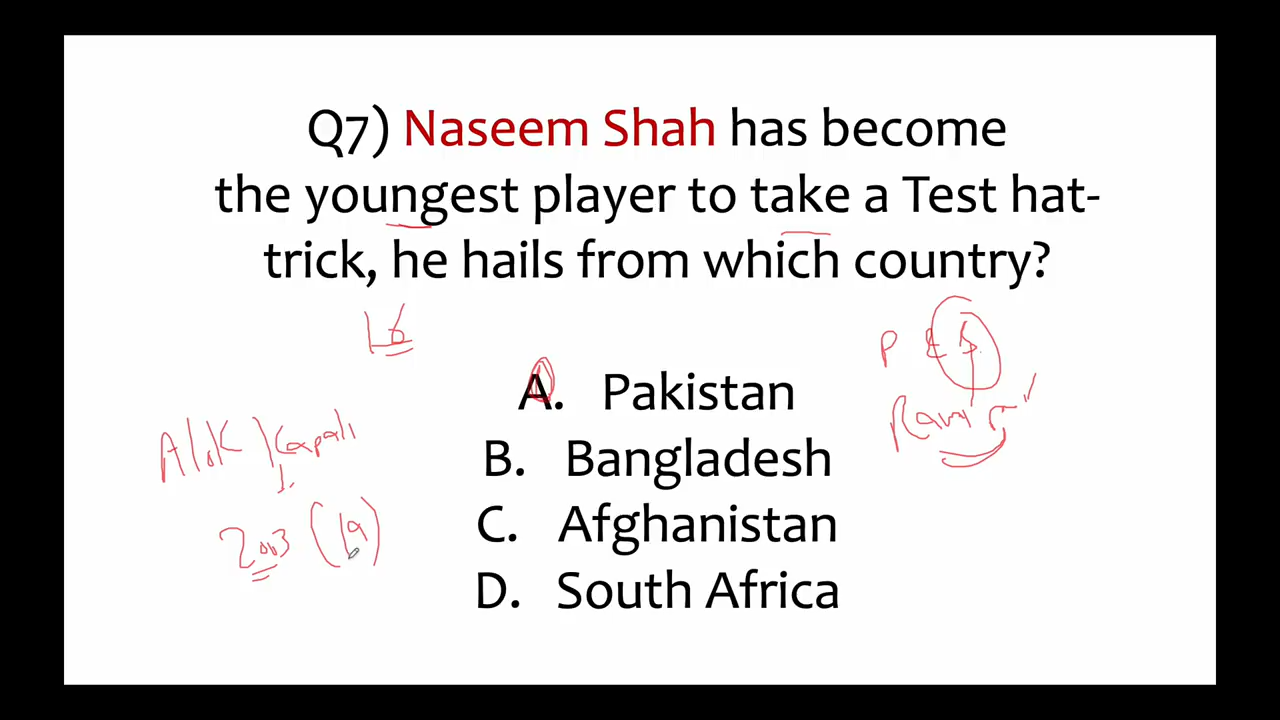 Q7) Naseem Shah has become
the youngest player to take a Test hat-
trick, he hails from which country?
16
P
A. Pakistan
Alok Kapali
B. Bangladesh
2003 (19)
C. Afghanistan
D. South Africa